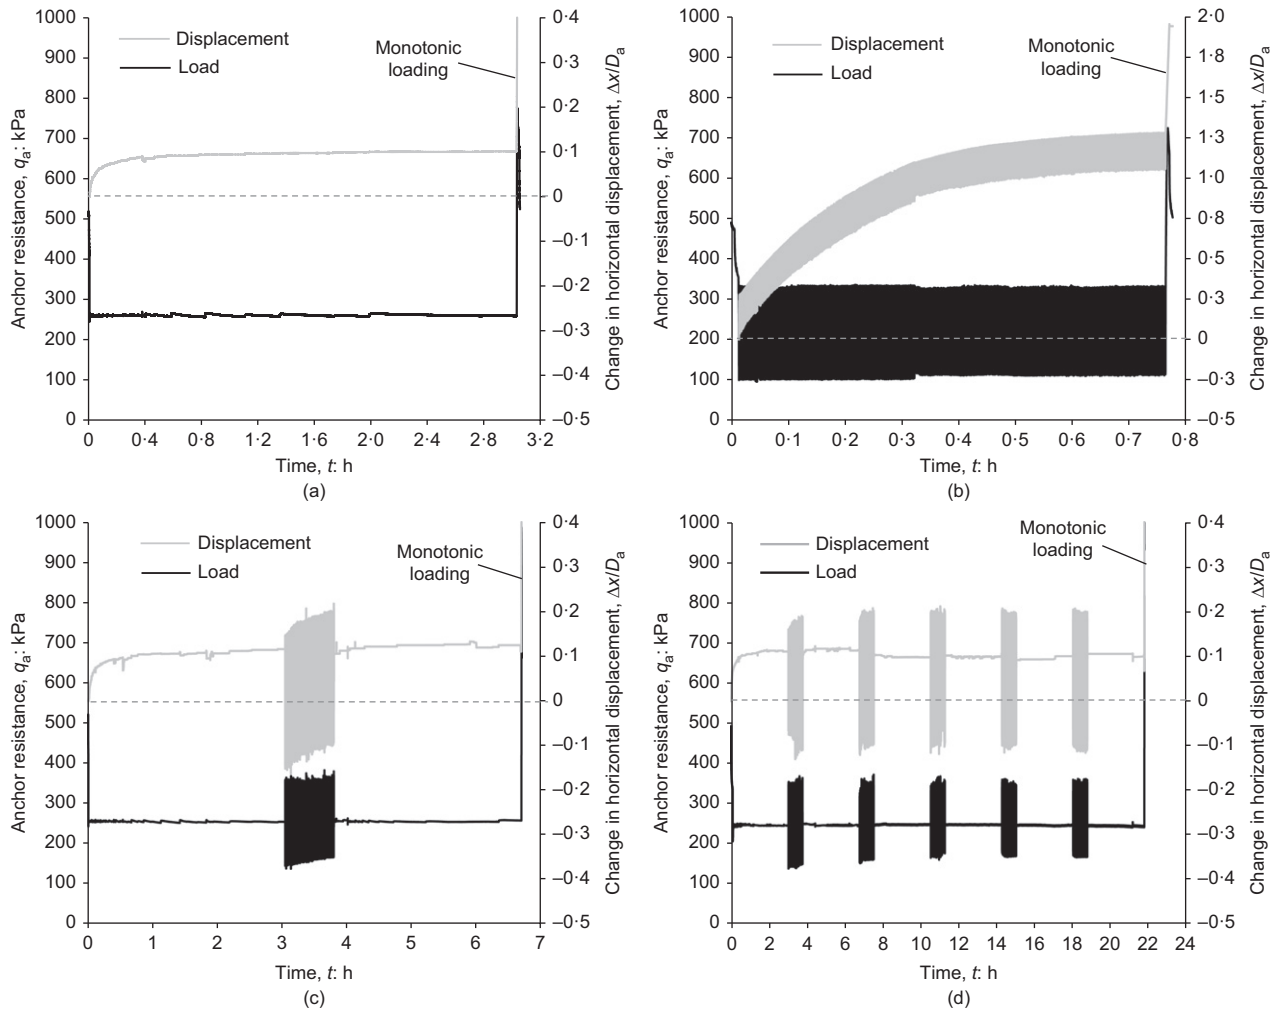 1000
900
800
700
600
500
400
300
200
100
0
Anchor resistance, qa: kPa
Displacement
Load
Monotonic
loading
0·4
0·3
0·2
0·1
0
–0·1
–0·2
–0·3
–0·4
–0·5
Change in horizontal displacement, Δx/Da
0 0·4 0·8 1·2 1·6 2·0 2·4 2·8 3·2
Time, t: h
(a)
1000
900
800
700
600
500
400
300
200
100
0
Anchor resistance, qa: kPa
Displacement
Load
Monotonic
loading
2·0
1·8
1·5
1·3
1·0
0·8
0·5
0·3
0
–0·3
–0·5
Change in horizontal displacement, Δx/Da
0 0·1 0·2 0·3 0·4 0·5 0·6 0·7 0·8
Time, t: h
(b)
1000
900
800
700
600
500
400
300
200
100
0
Anchor resistance, qa: kPa
Displacement
Load
Monotonic
loading
0·4
0·3
0·2
0·1
0
–0·1
–0·2
–0·3
–0·4
–0·5
Change in horizontal displacement, Δx/Da
0 1 2 3 4 5 6 7
Time, t: h
(c)
1000
900
800
700
600
500
400
300
200
100
0
Anchor resistance, qa: kPa
Displacement
Load
Monotonic
loading
0·4
0·3
0·2
0·1
0
–0·1
–0·2
–0·3
–0·4
–0·5
Change in horizontal displacement, Δx/Da
0 2 4 6 8 10 12 14 16 18 20 22 24
Time, t: h
(d)